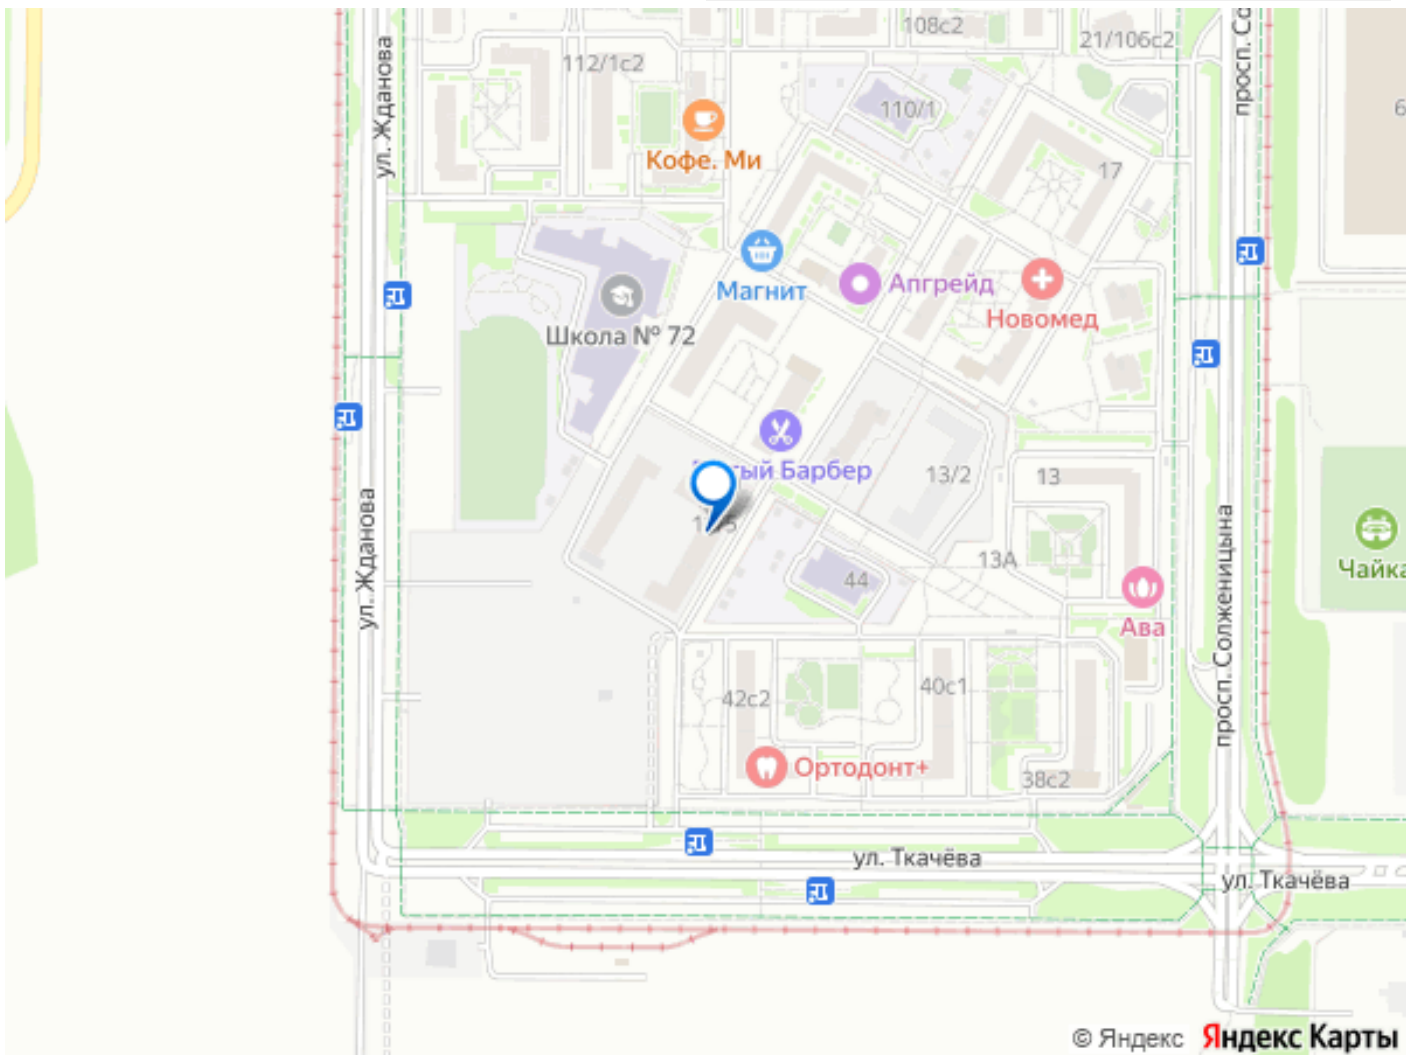 108с2
21/106с2
просп. Со
112/1с2
ул. Жданова
110/1
6
Кофе. Ми
17
Магнит
Апгрейд
Новомед
Школа № 72
тый Барбер
13/2
13
ул. Жданова
просп. Солженицына
13А
44
Чайка
Ава
42с2
40с1
Ортодонт+
38с2
ул. Ткачёва
ул. Ткачёва
© Яндекс Яндекс Карты